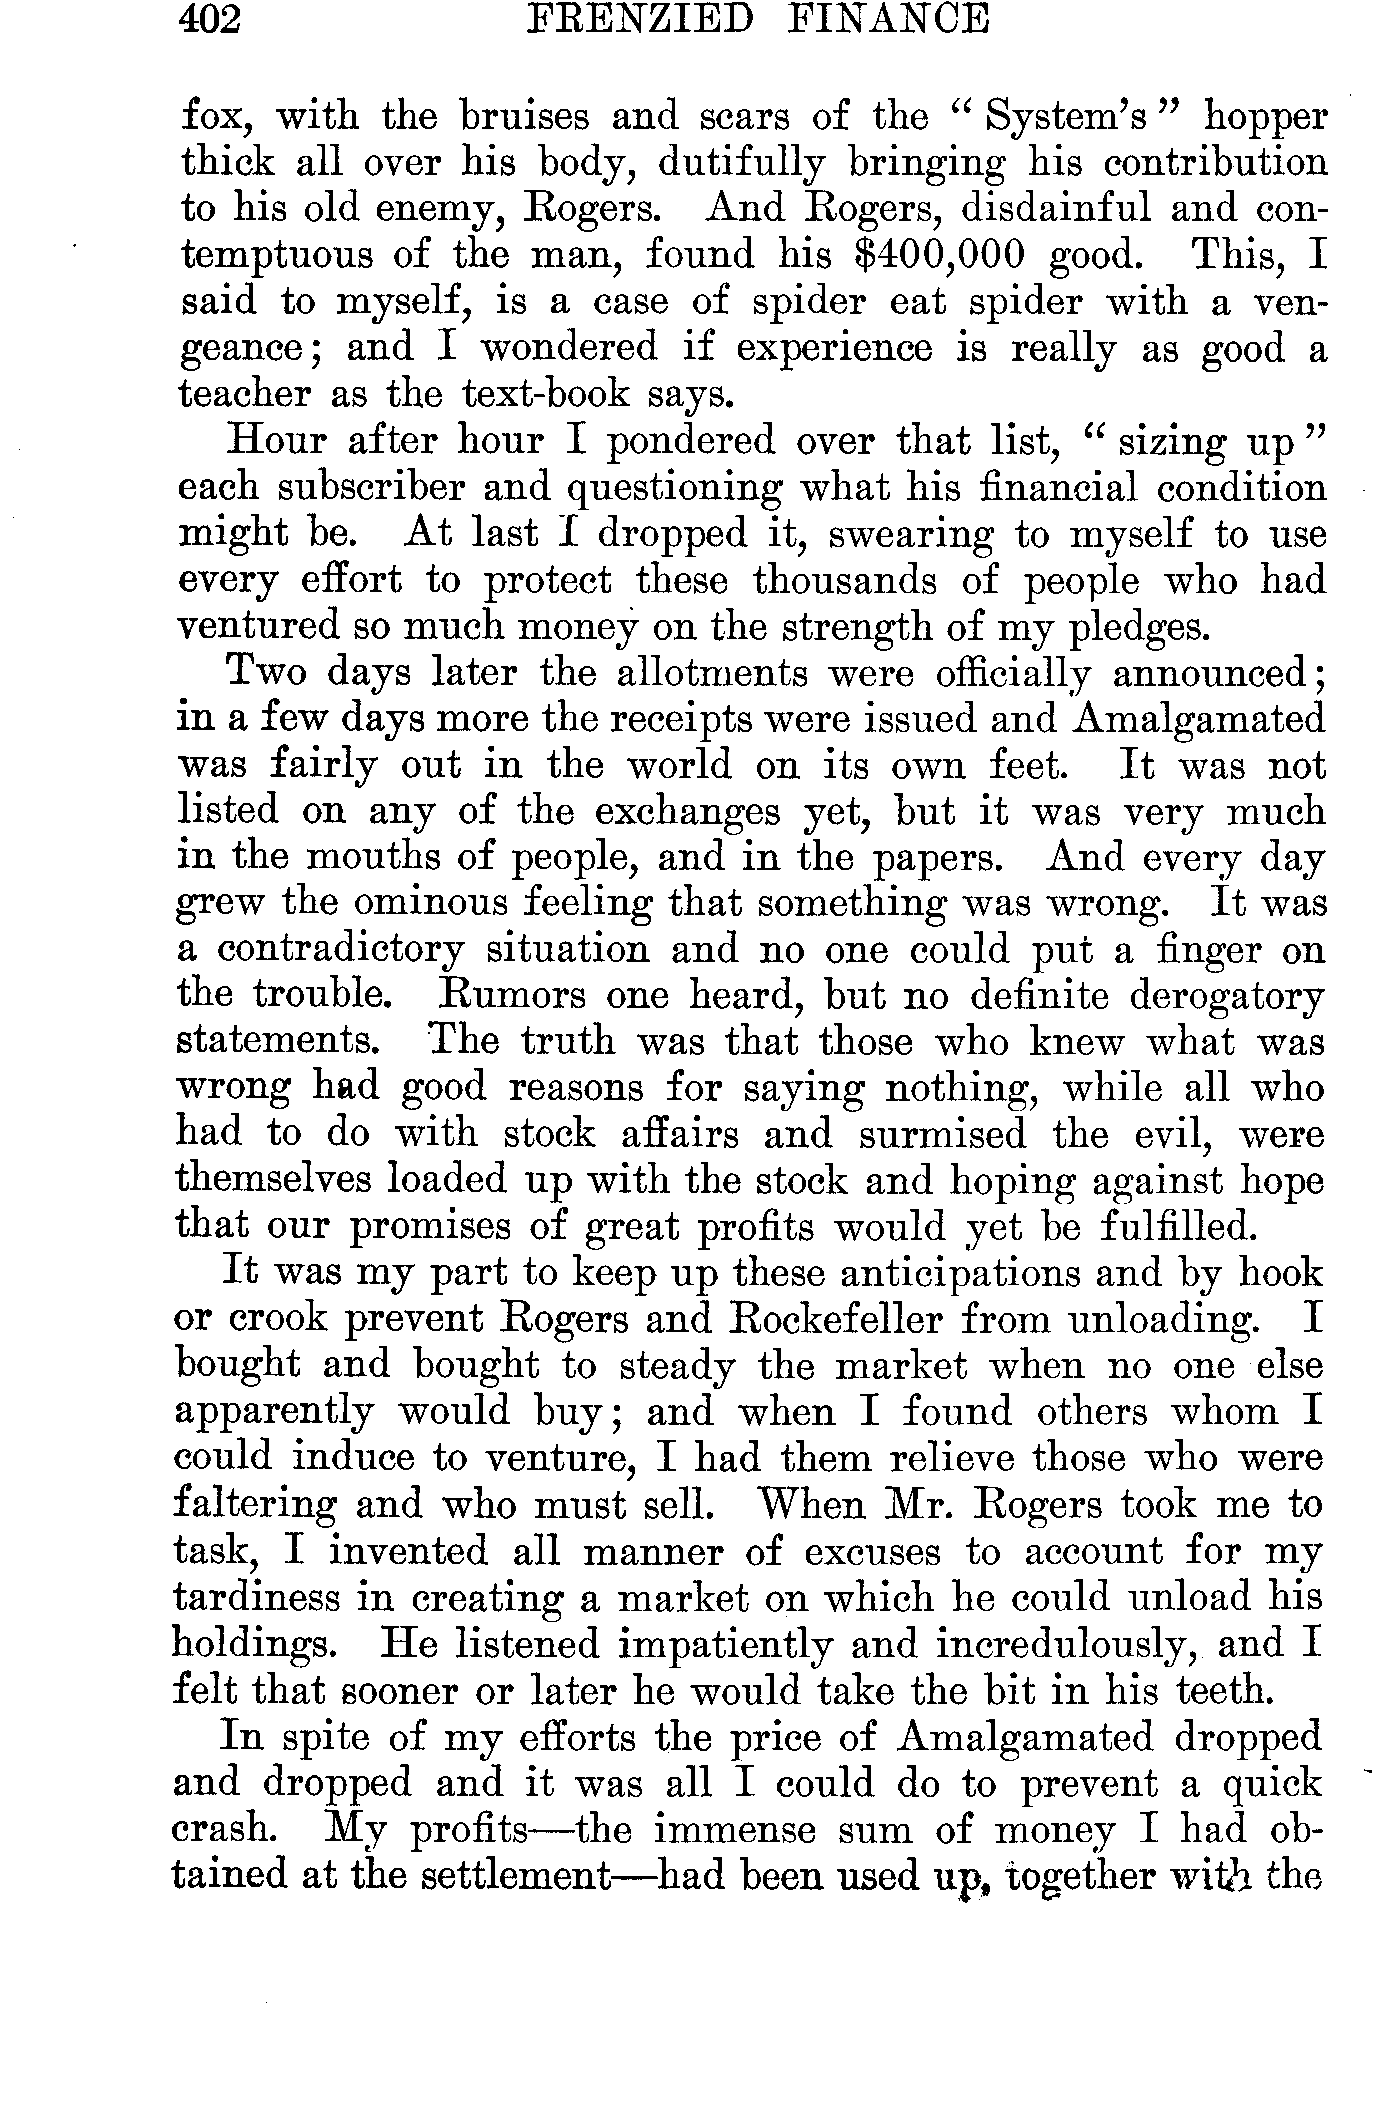 402 FRENZIED FINANCE
fox, with the bruises and scars of the “ System’s ” hopper
thick all over his body, dutifully bringing his contribution
to his old enemy, Rogers. And Rogers, disdainful and con-
temptuous of the man, found his $400,000 good. This, I
said to myself, is a case of spider eat spider with a ven-
geance; and I wondered if experience is really as good a
teacher as the text-book says.
Hour after hour I pondered over that list, “ sizing up ”
each subscriber and questioning what his financial condition
might be. At last I dropped it, swearing to myself to use
every effort to protect these thousands of people who had
ventured so much money on the strength of my pledges.
Two days later the allotments were officially announced;
in a few days more the receipts were issued and Amalgamated
was fairly out in the world on its own feet. It was not
listed on any of the exchanges yet, but it was very much
in the mouths of people, and in the papers. And every day
grew the ominous feeling that something was wrong. It was
a contradictory situation and no one could put a finger on
the trouble. Rumors one heard, but no definite derogatory
statements. The truth was that those who knew what was
wrong had good reasons for saying nothing, while all who
had to do with stock affairs and surmised the evil, were
themselves loaded up with the stock and hoping against hope
that our promises of great profits would yet be fulfilled.
It was my part to keep up these anticipations and by hook
or crook prevent Rogers and Rockefeller from unloading. I
bought and bought to steady the market when no one else
apparently would buy; and when I found others whom I
could induce to venture, I had them relieve those who were
faltering and who must sell. When Mr. Rogers took me to
task, I invented all manner of excuses to account for my
tardiness in creating a market on which he could unload his
holdings. He listened impatiently and incredulously, and I
felt that sooner or later he would take the bit in his teeth.
In spite of my efforts the price of Amalgamated dropped
and dropped and it was all I could do to prevent a quick
crash. My profits—the immense sum of money I had ob-
tained at the settlement—had been used up, together with the